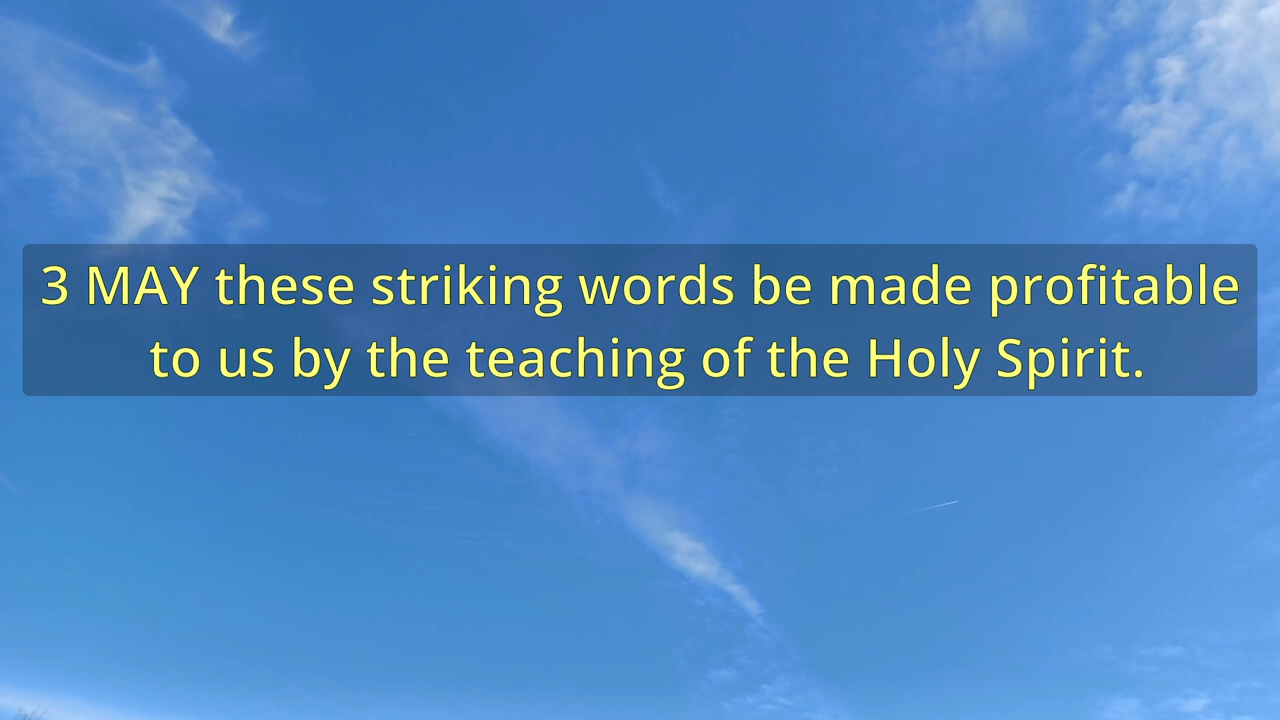 3 MAY these striking words be made profitable
to us by the teaching of the Holy Spirit.